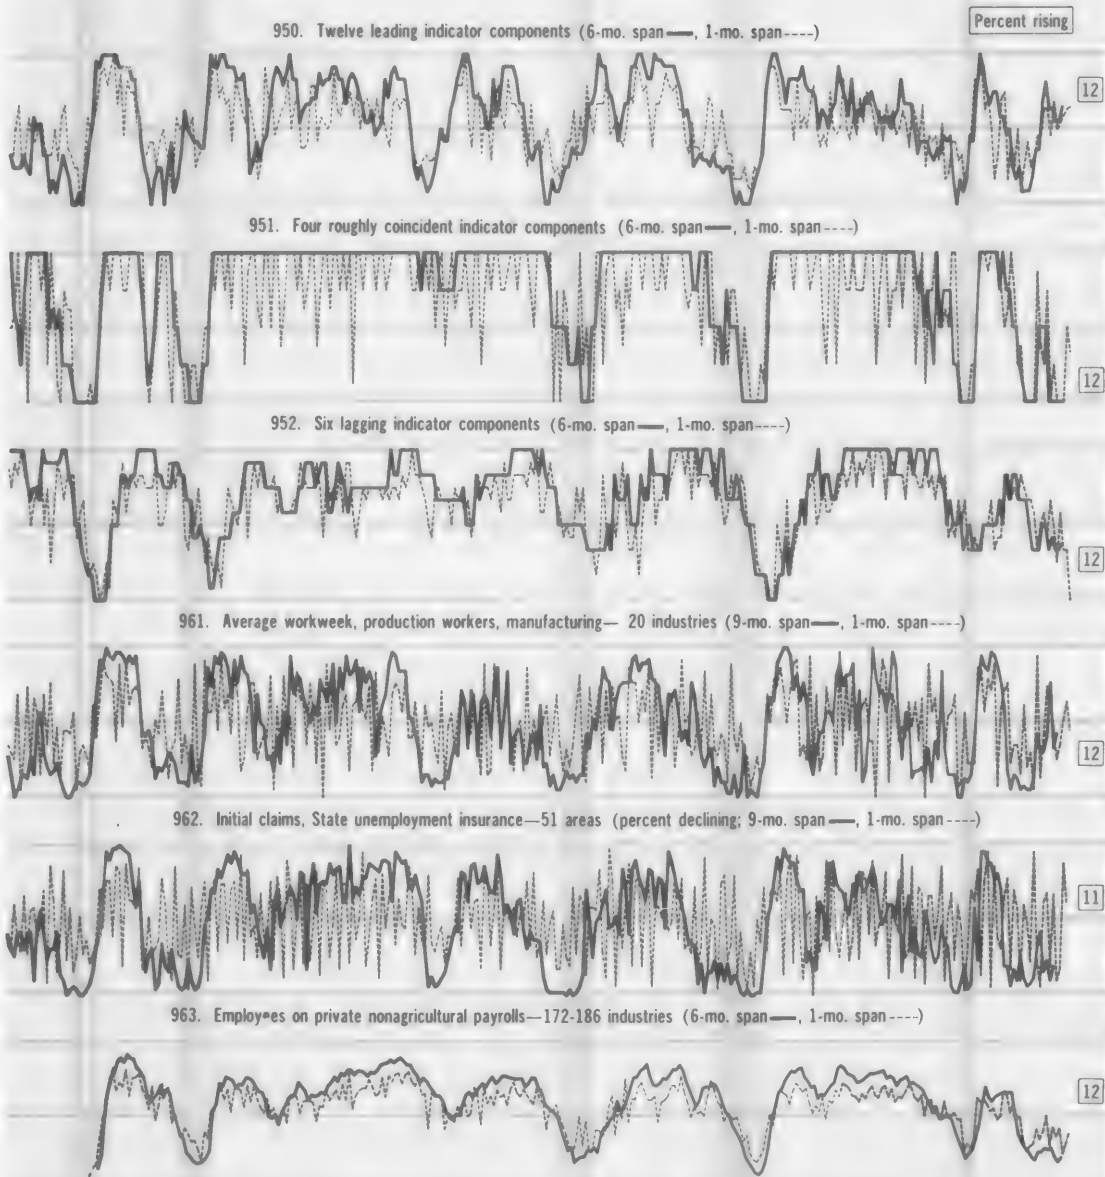 950. Twelve leading indicator components (6-mo. span——, 1-mo. span----)
Percent rising
12
951. Four roughly coincident indicator components (6-mo. span——, 1-mo. span----)
12
952. Six lagging indicator components (6-mo. span——, 1-mo. span----)
12
961. Average workweek, production workers, manufacturing— 20 industries (9-mo. span——, 1-mo. span----)
12
962. Initial claims, State unemployment insurance—51 areas (percent declining; 9-mo. span——, 1-mo. span----)
11
963. Employees on private nonagricultural payrolls—172-186 industries (6-mo. span——, 1-mo. span----)
12